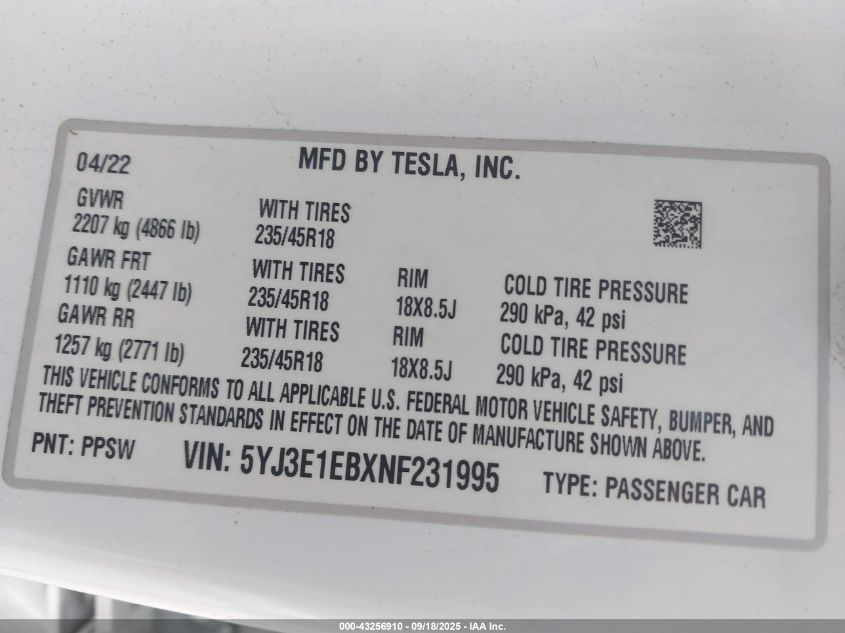 04/22 MFD BY TESLA, INC.
GVWR
2207 kg (4866 lb)
WITH TIRES
235/45R18
GAWR FRT
1110 kg (2447 lb)
WITH TIRES
235/45R18
RIM
18X8.5J
COLD TIRE PRESSURE
290 kPa, 42 psi
GAWR RR
1257 kg (2771 lb)
WITH TIRES
235/45R18
RIM
18X8.5J
COLD TIRE PRESSURE
290 kPa, 42 psi
THIS VEHICLE CONFORMS TO ALL APPLICABLE U.S. FEDERAL MOTOR VEHICLE SAFETY, BUMPER, AND
THEFT PREVENTION STANDARDS IN EFFECT ON THE DATE OF MANUFACTURE SHOWN ABOVE.
PNT: PPSW VIN: 5YJ3E1EBXNF231995 TYPE: PASSENGER CAR
000-43256910 - 09/18/2025 - IAA Inc.